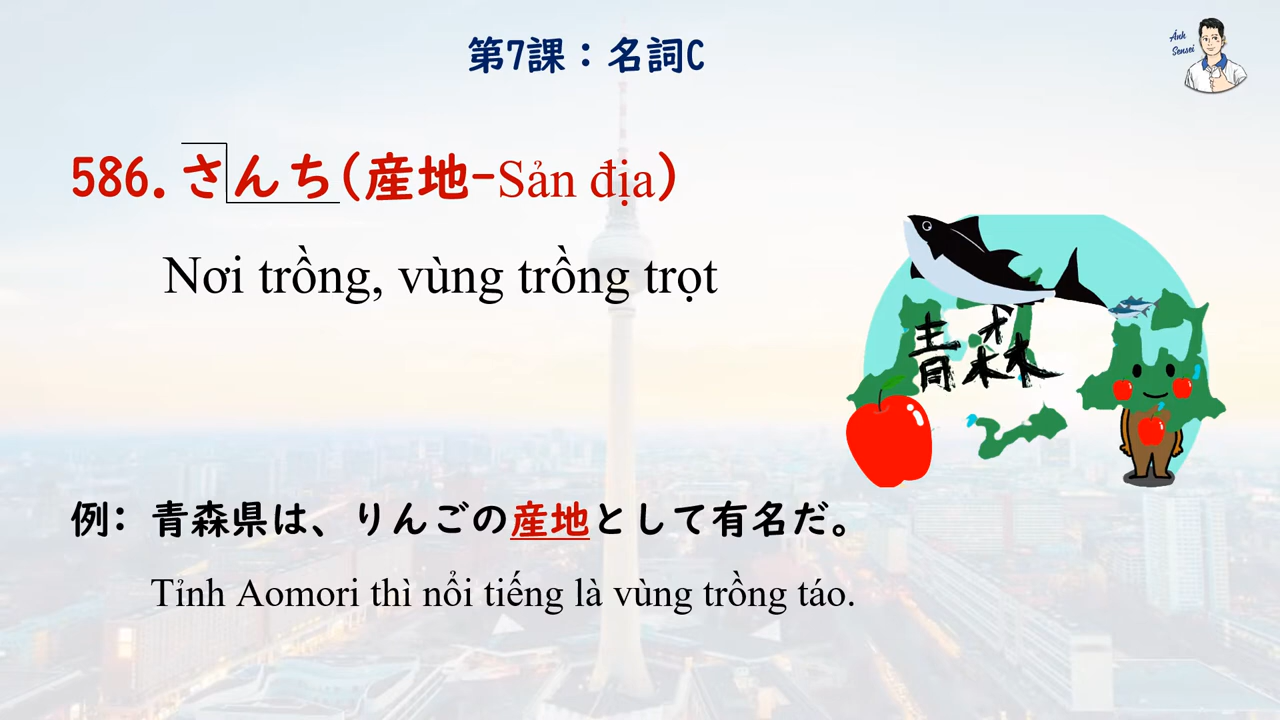 第7課：名詞C
Ánh
Sensei
586.さんち(産地-Sản địa)
Nơi trồng, vùng trồng trọt
青森
例：青森県は、りんごの産地として有名だ。
Tỉnh Aomori thì nổi tiếng là vùng trồng táo.